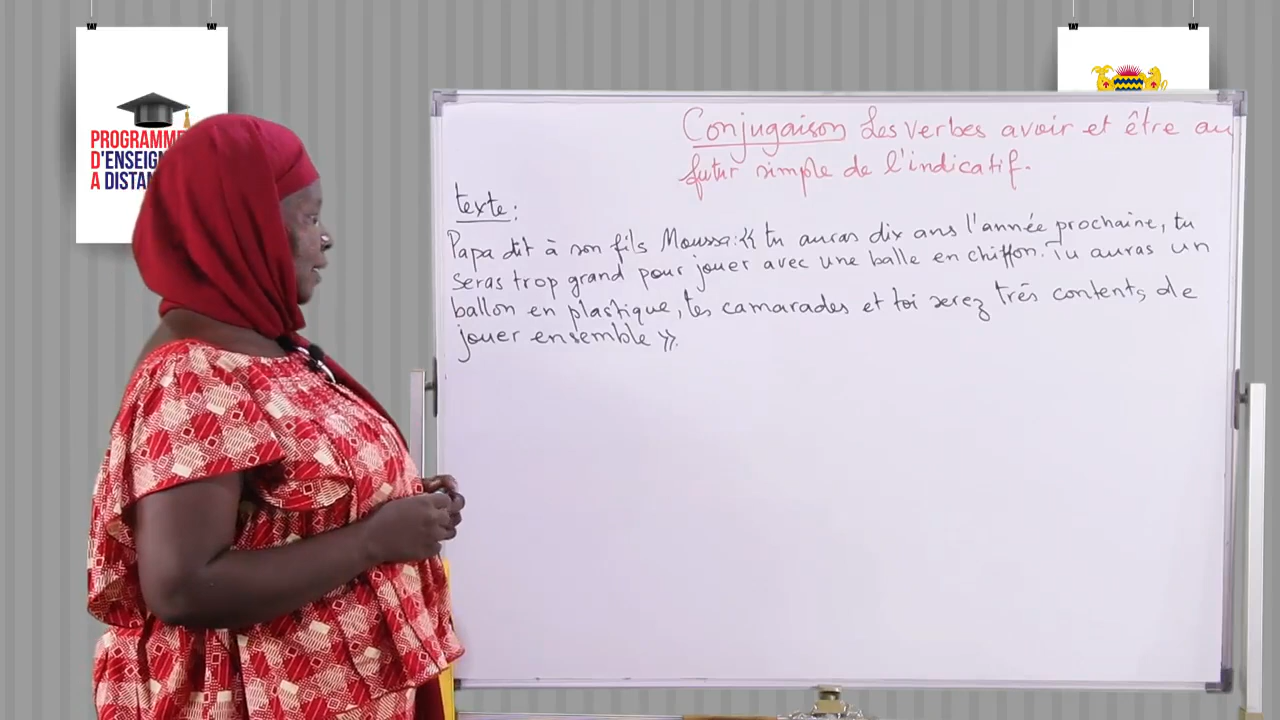 PROGRAMME
D'ENSEIGN
A DISTAN
Conjugaison des verbes avoir et être au
futur simple de l'indicatif.
texte:
Papa dit à son fils Moussa: « tu auras dix ans l'année prochaine, tu
seras trop grand pour jouer avec une balle en chiffon. Tu auras un
ballon en plastique, tes camarades et toi serez très contents de
jouer ensemble ».